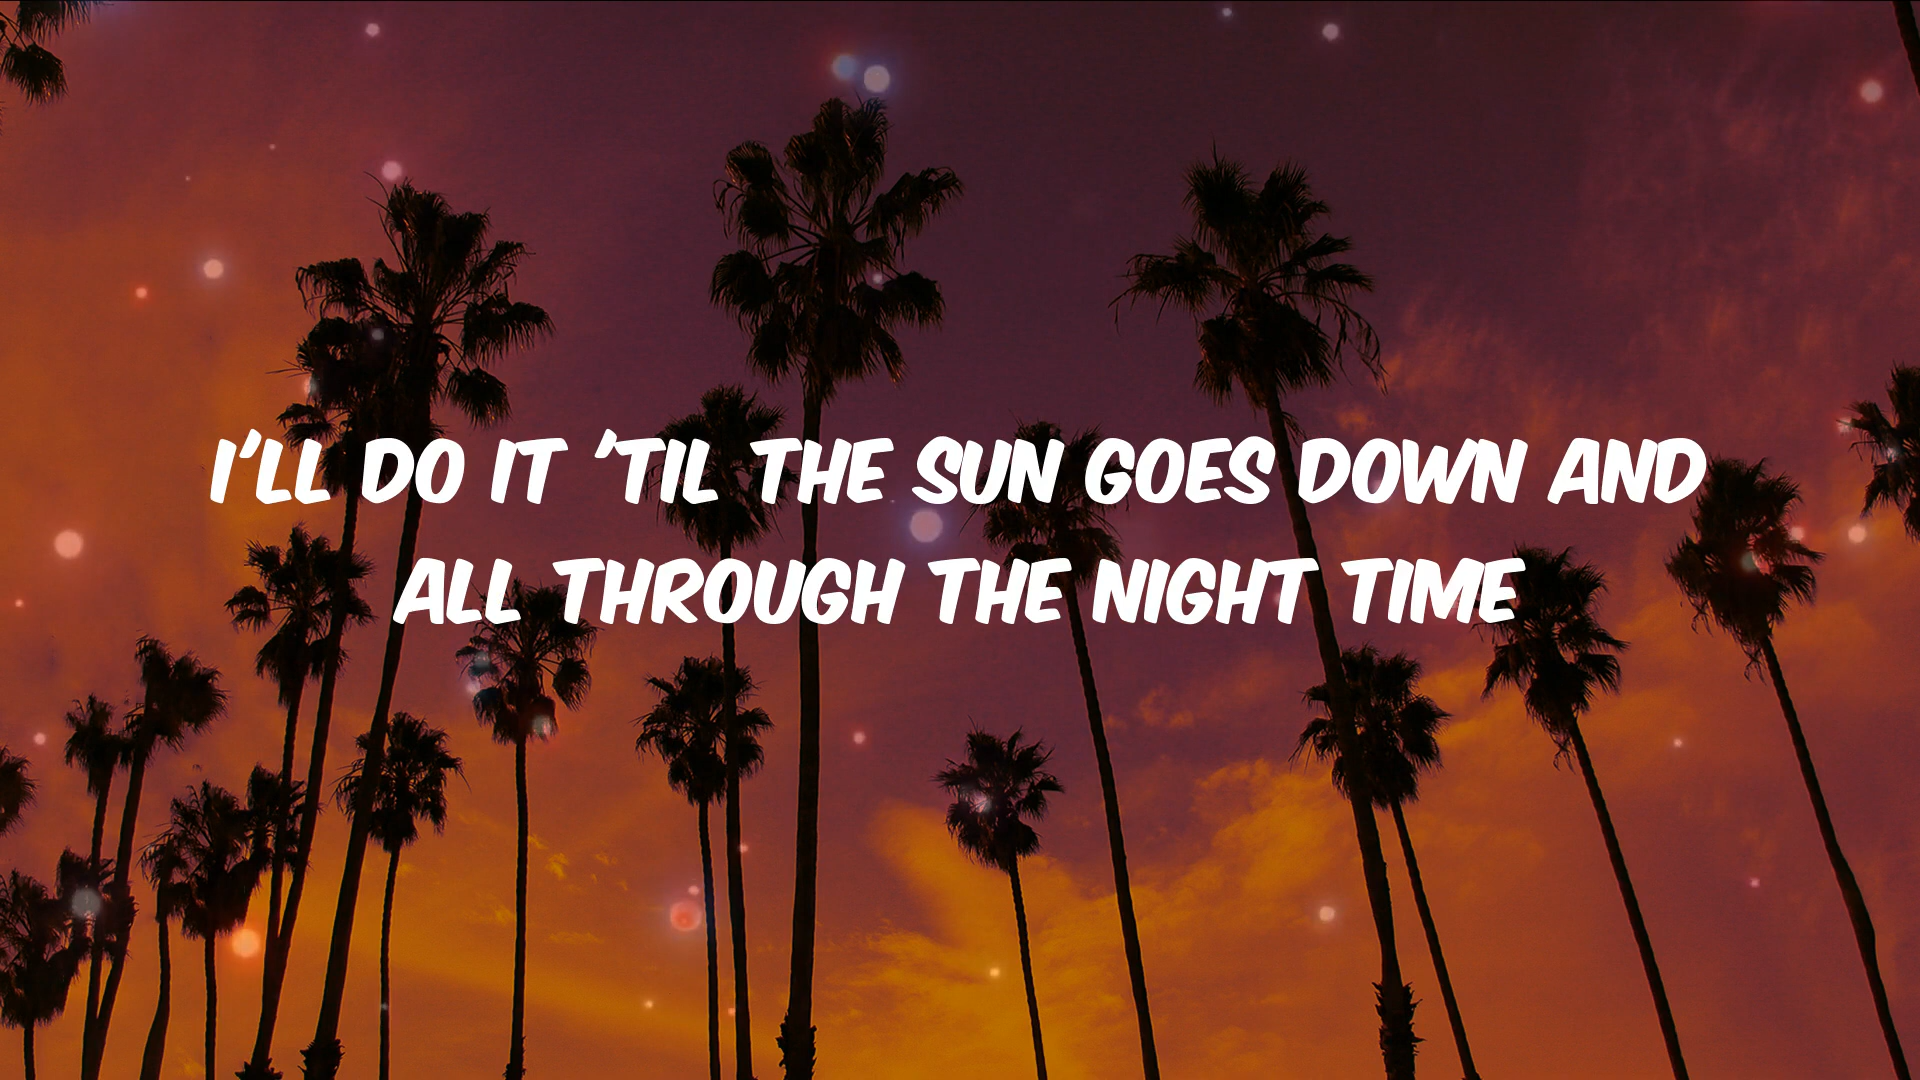 I'LL DO IT 'TIL THE SUN GOES DOWN AND
ALL THROUGH THE NIGHT TIME